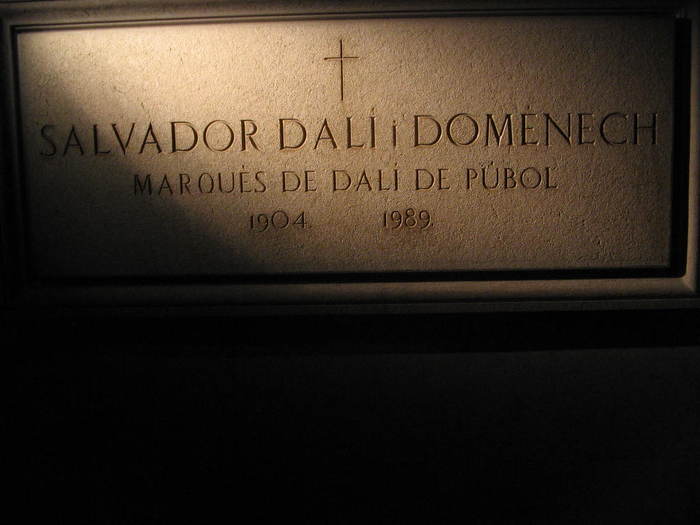 SALVADOR DALÍ i DOMÈNECH
MARQUÈS DE DALÍ DE PÚBOL
1904. 1989.